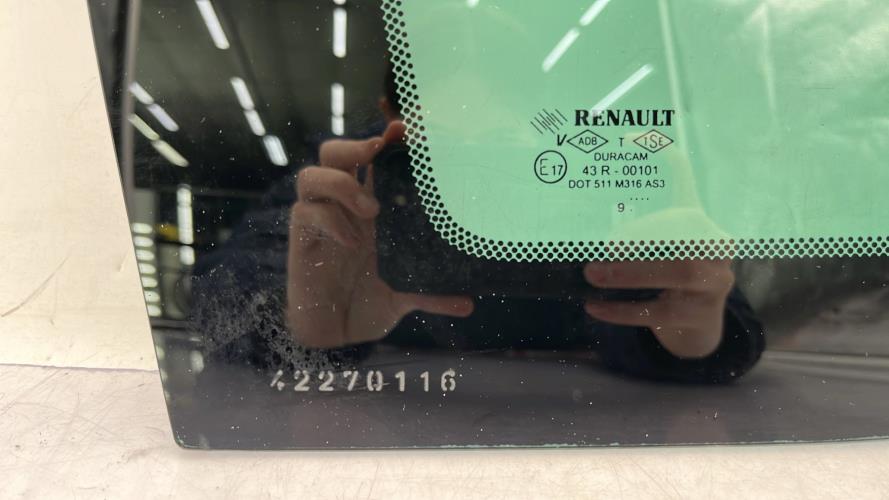 RENAULT
V ADB T TSE
DURACAM
E17 43 R - 00101
DOT 511 M316 AS3
9 . ....
42270116